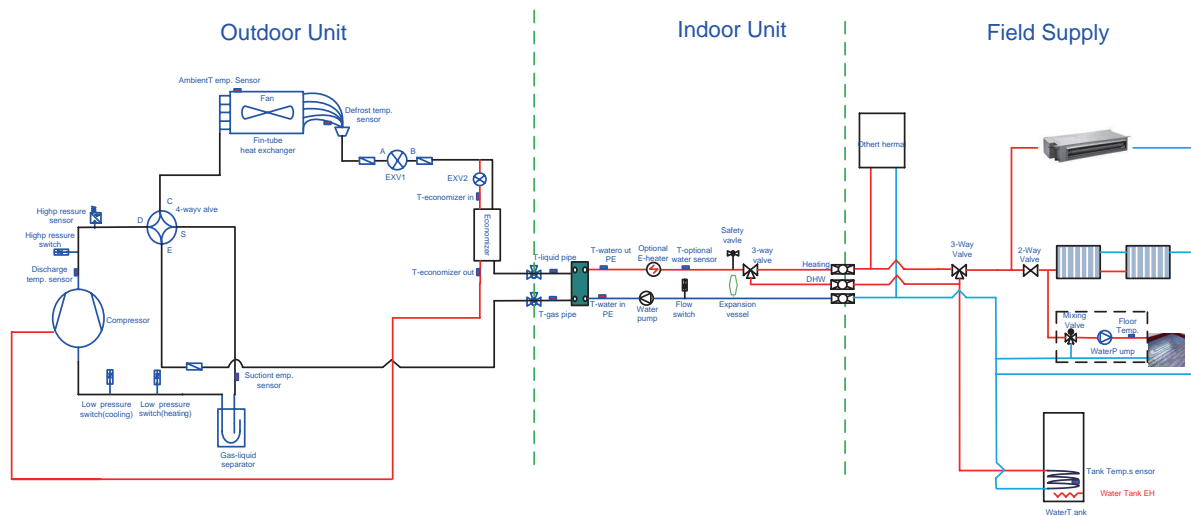 Outdoor Unit
Indoor Unit
Field Supply
AmbientT emp. Sensor
Fan
Fin-tube
heat exchanger
Defrost temp.
sensor
A
B
EXV1
EXV2
T-economizer in
Economizer
T-economizer out
C
4-wayv alve
D
S
E
Highp ressure
sensor
Highp ressure
switch
Discharge
temp. sensor
Compressor
Low pressure
switch(cooling)
Low pressure
switch(heating)
Suctiont emp.
sensor
Gas-liquid
separator
T-liquid pipe
T-gas pipe
T-watero ut
PE
T-water in
PE
Optional
E-heater
Water
pump
T-optional
water sensor
Flow
switch
Safety
vavle
3-way
valve
Expansion
vessel
Heating
DHW
Othert herma
3-Way
Valve
2-Way
Valve
Mixing
Valve
Floor
Temp.
WaterP ump
Tank Temp.s ensor
Water Tank EH
WaterT ank